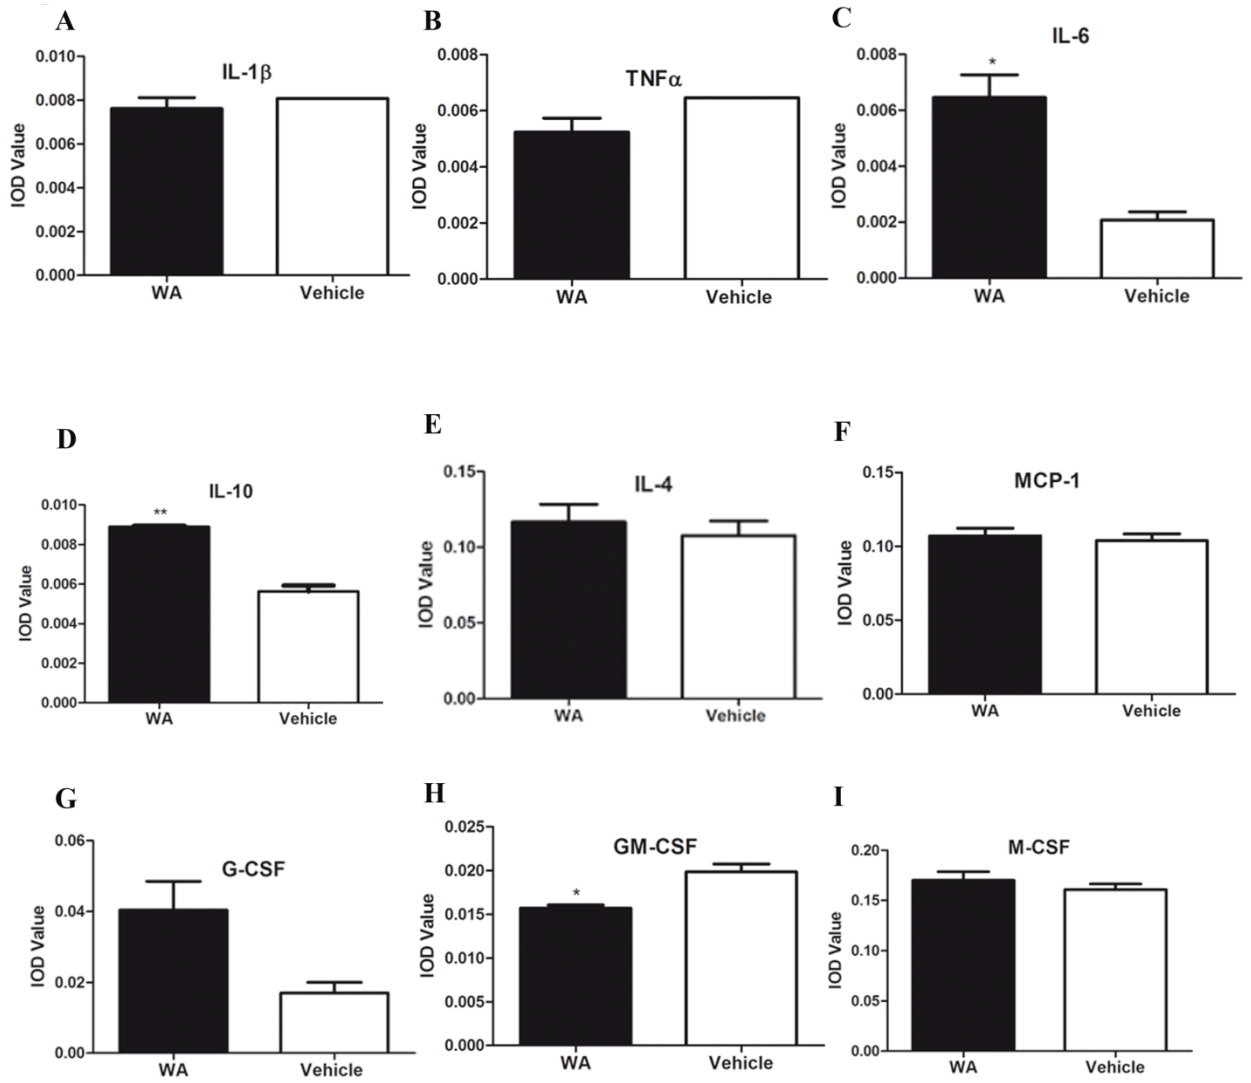 A
IL-1β
IOD Value
0.010
0.008
0.006
0.004
0.002
0.000
WA
Vehicle
B
TNFα
IOD Value
0.008
0.006
0.004
0.002
0.000
WA
Vehicle
C
IL-6
IOD Value
0.008
0.006
0.004
0.002
0.000
*
WA
Vehicle
D
IL-10
IOD Value
0.010
0.008
0.006
0.004
0.002
0.000
**
WA
Vehicle
E
IL-4
IOD Value
0.15
0.10
0.05
0.00
WA
Vehicle
F
MCP-1
IOD Value
0.15
0.10
0.05
0.00
WA
Vehicle
G
G-CSF
IOD Value
0.06
0.04
0.02
0.00
WA
Vehicle
H
GM-CSF
IOD Value
0.025
0.020
0.015
0.010
0.005
0.000
*
WA
Vehicle
I
M-CSF
IOD Value
0.20
0.15
0.10
0.05
0.00
WA
Vehicle